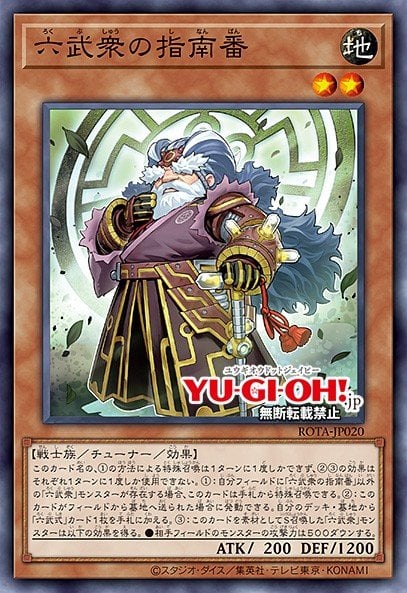 六武衆の指南番
地
ユウギオウドットジェイピー
YU-GI-OH!.jp
無断転載禁止
ROTA-JP020
【戦士族／チューナー／効果】
このカード名の、①の方法による特殊召喚は1ターンに1度しかできず、②③の効果は
それぞれ1ターンに1度しか使用できない。①：自分フィールドに「六武衆の指南番」以外
の「六武衆」モンスターが存在する場合、このカードは手札から特殊召喚できる。②：この
カードがフィールドから墓地へ送られた場合に発動できる。自分のデッキ・墓地から
「六武式」カード1枚を手札に加える。③：このカードを素材としてS召喚した「六武衆」モン
スターは以下の効果を得る。●相手フィールドのモンスターの攻撃力は500ダウンする。
ATK/ 200 DEF/1200
©スタジオ・ダイス／集英社・テレビ東京・KONAMI